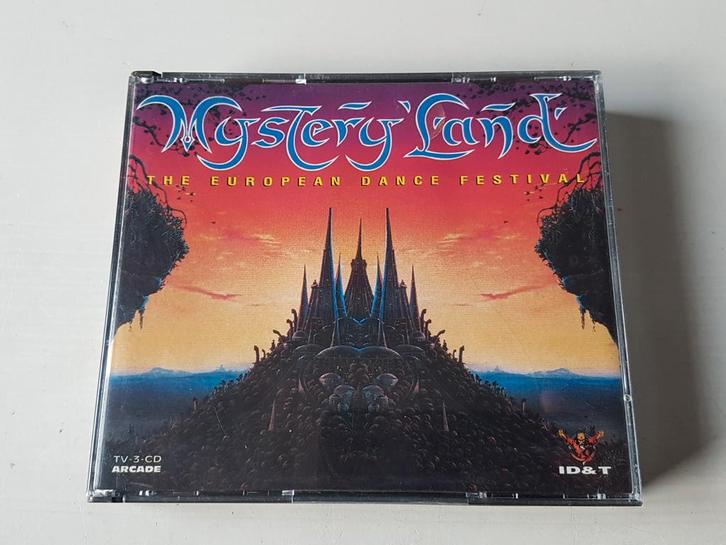 Mystery Land
THE EUROPEAN DANCE FESTIVAL
TV-3-CD
ARCADE
ID&T